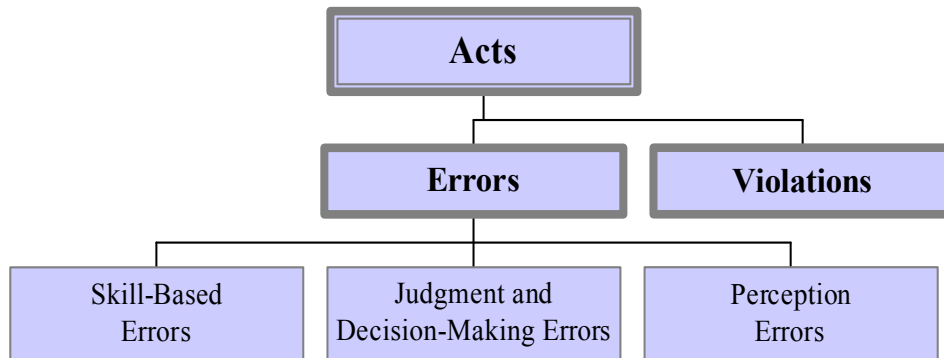 Acts
Errors
Violations
Skill-Based
Errors
Judgment and
Decision-Making Errors
Perception
Errors